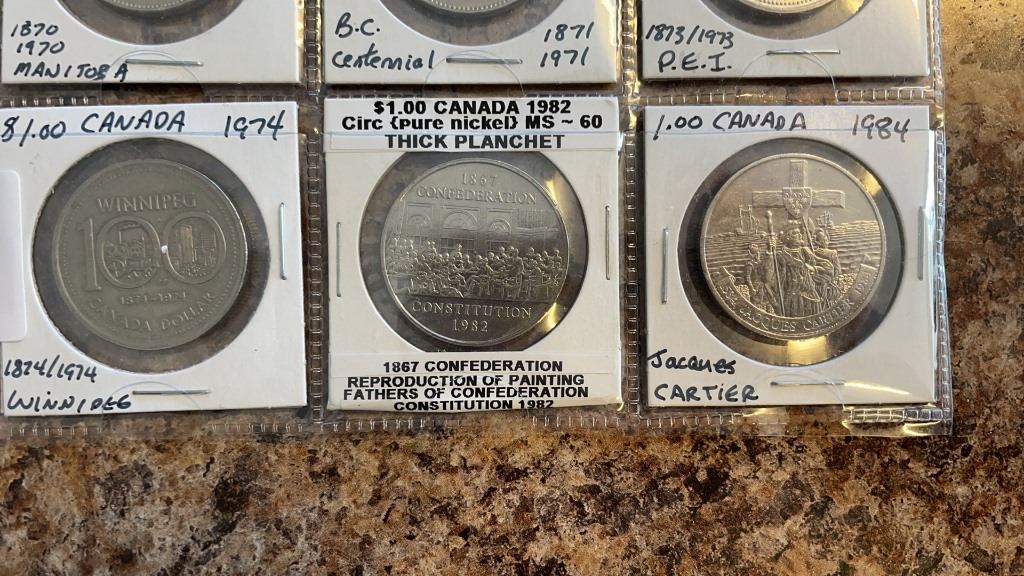 1870
1970
MANITOBA
B.C. 1871
Centennial 1971
1873/1973
P.E.I.
$1.00 CANADA 1974
WINNIPEG
100
1874-1974
CANADA DOLLAR
1874/1974
WINNIPEG
$1.00 CANADA 1982
Circ {pure nickel} MS ~ 60
THICK PLANCHET
1867
CONFEDERATION
CONSTITUTION
1982
1867 CONFEDERATION
REPRODUCTION OF PAINTING
FATHERS OF CONFEDERATION
CONSTITUTION 1982
1.00 CANADA 1984
JACQUES CARTIER
Jacques
CARTIER